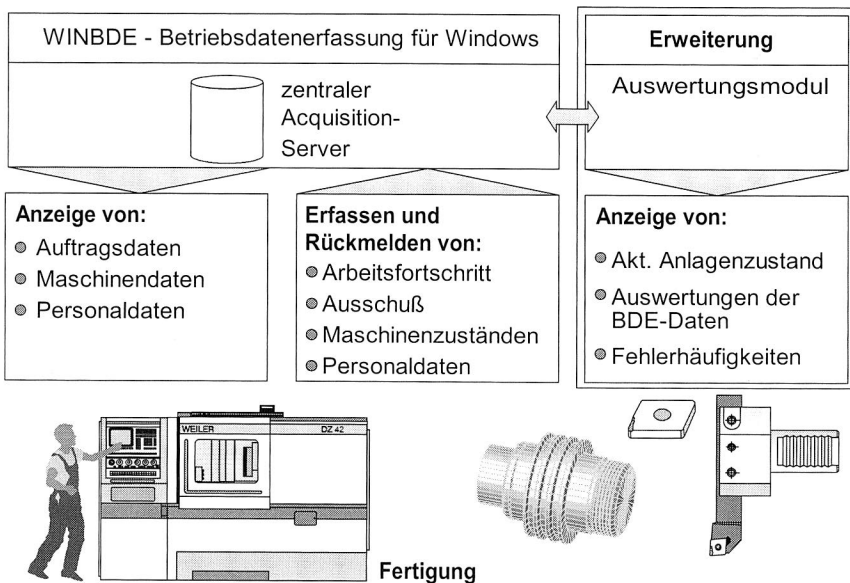 WINBDE - Betriebsdatenerfassung für Windows
zentraler
Acquisition-
Server
Erweiterung
Auswertungsmodul
Anzeige von:
Auftragsdaten
Maschinendaten
Personaldaten
Erfassen und
Rückmelden von:
Arbeitsfortschritt
Ausschuß
Maschinenzuständen
Personaldaten
Anzeige von:
Akt. Anlagenzustand
Auswertungen der
BDE-Daten
Fehlerhäufigkeiten
WEILER
DZ 42
Fertigung